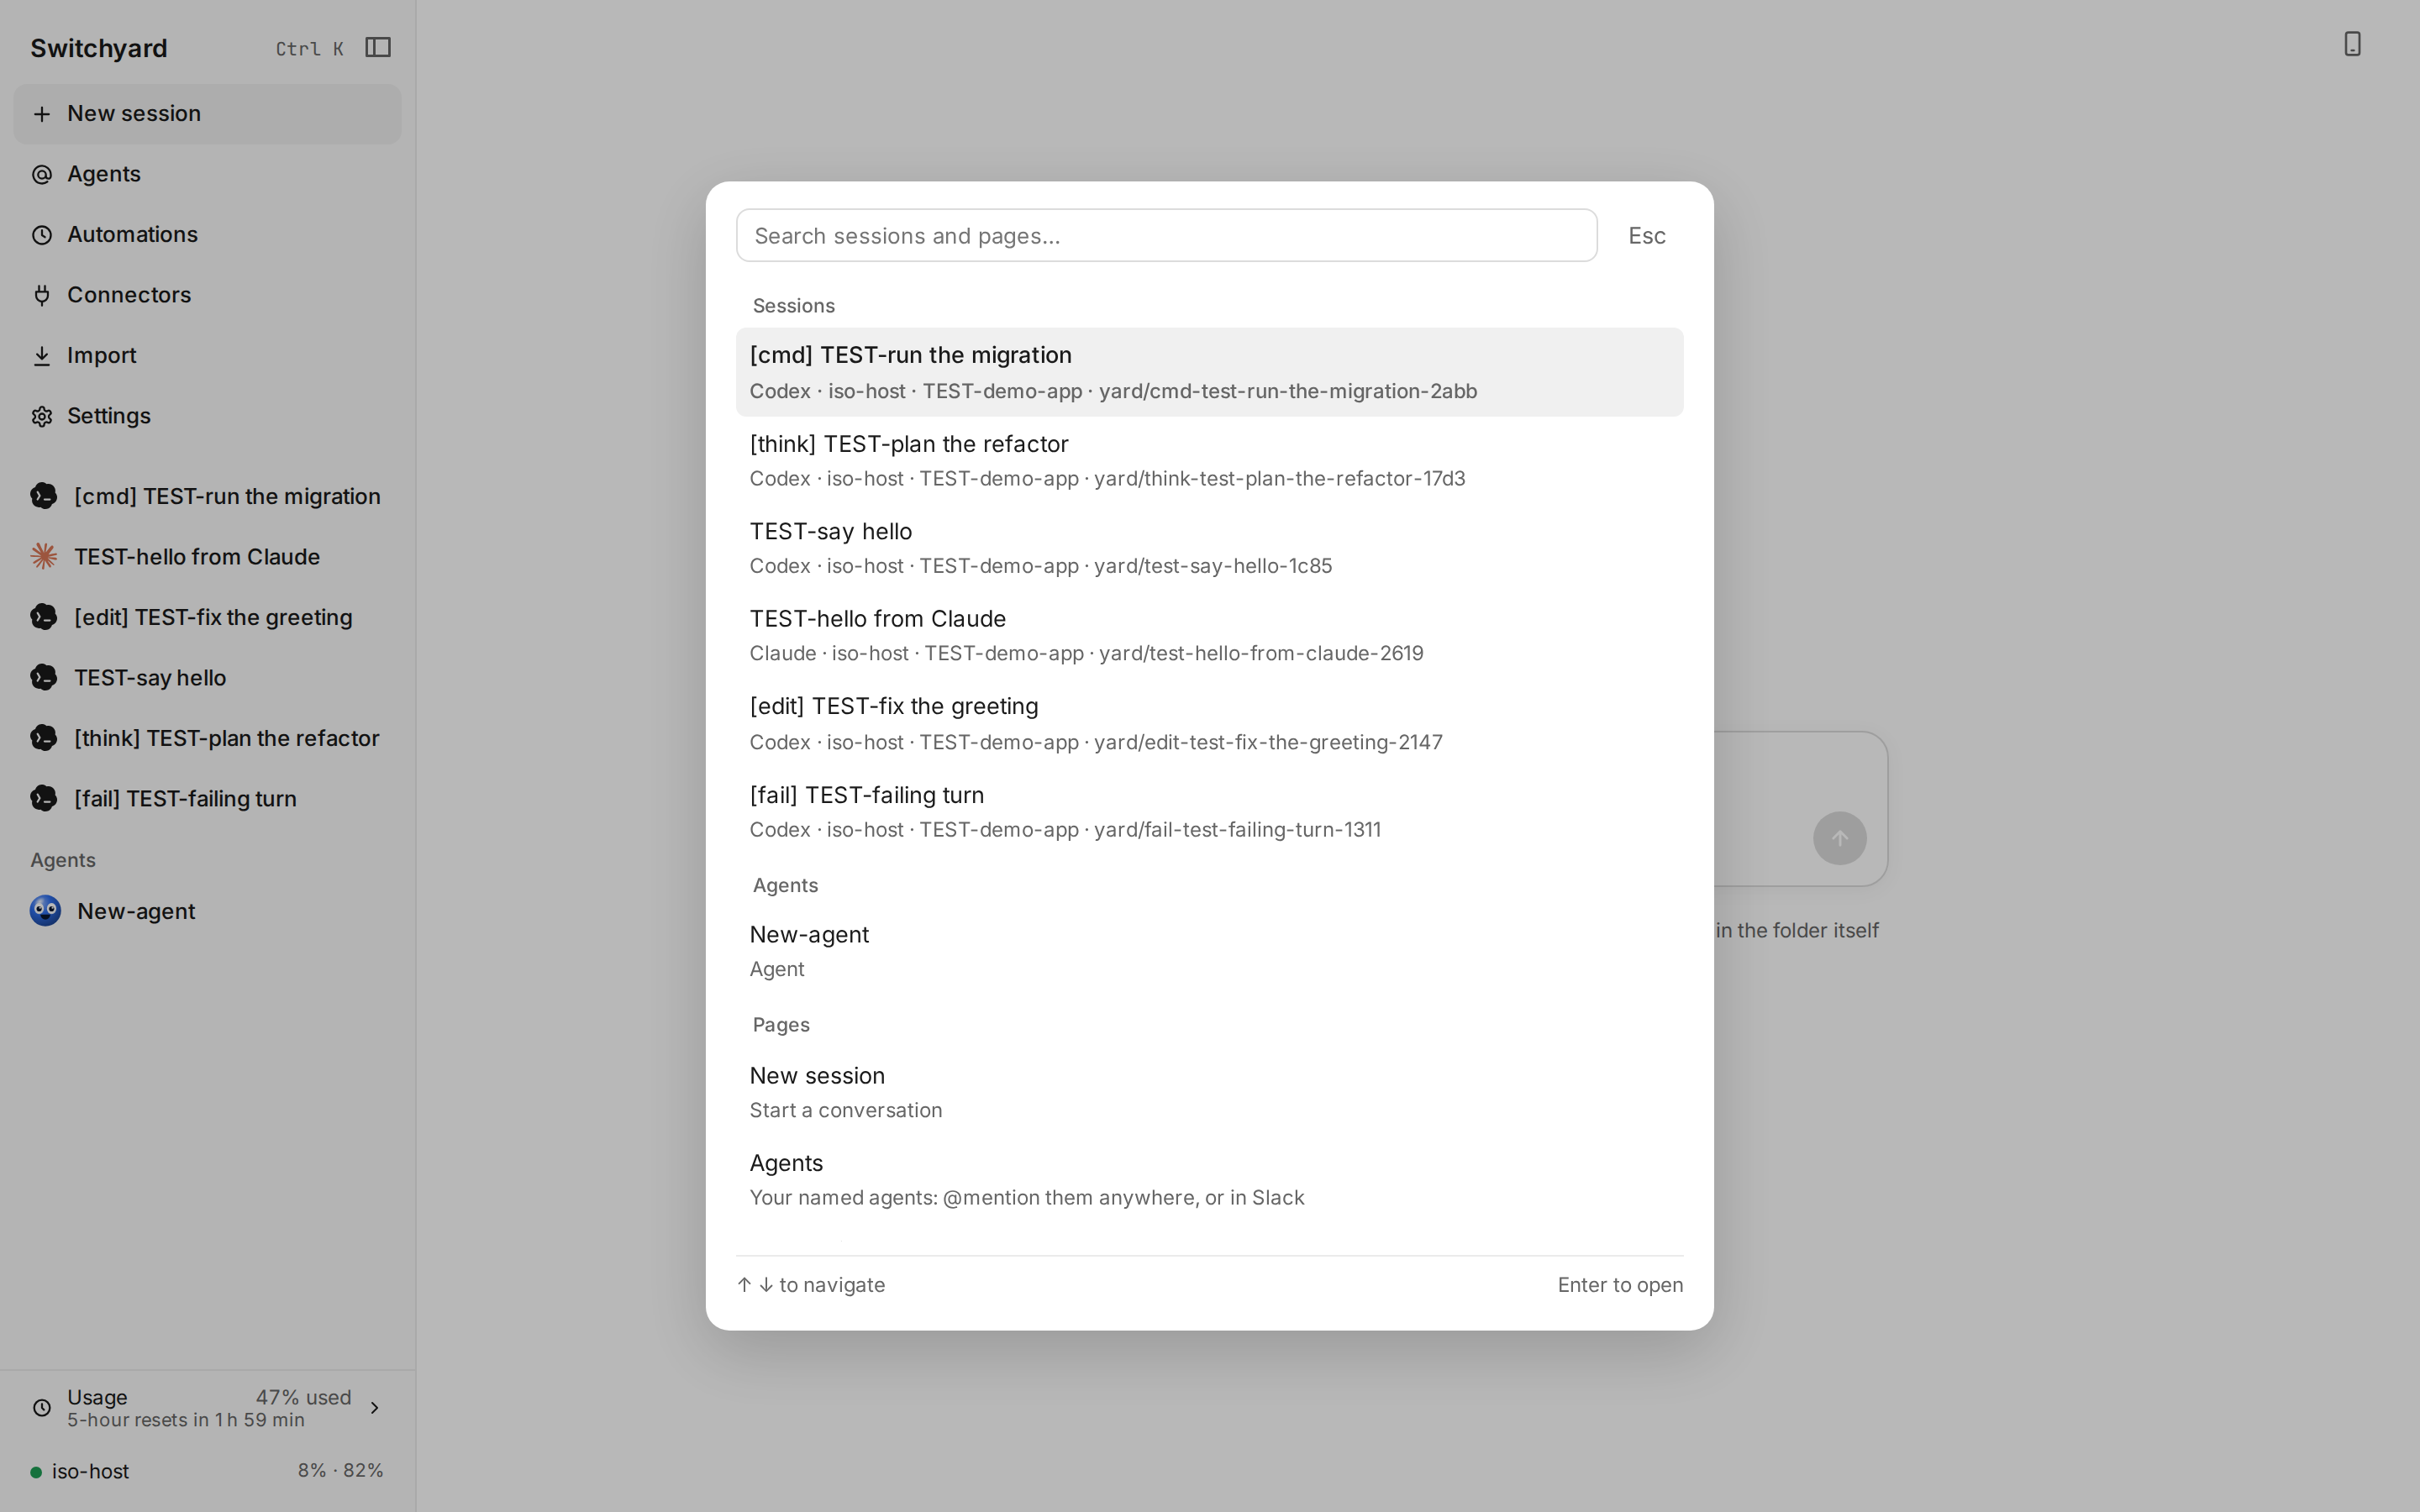 Switchyard
Ctrl K
New session
Agents
Automations
Connectors
Import
Settings
[cmd] TEST-run the migration
TEST-hello from Claude
[edit] TEST-fix the greeting
TEST-say hello
[think] TEST-plan the refactor
[fail] TEST-failing turn
Agents
New-agent
Usage
47% used
5-hour resets in 1 h 59 min
iso-host
8% · 82%
Search sessions and pages...
Esc
Sessions
[cmd] TEST-run the migration
Codex · iso-host · TEST-demo-app · yard/cmd-test-run-the-migration-2abb
[think] TEST-plan the refactor
Codex · iso-host · TEST-demo-app · yard/think-test-plan-the-refactor-17d3
TEST-say hello
Codex · iso-host · TEST-demo-app · yard/test-say-hello-1c85
TEST-hello from Claude
Claude · iso-host · TEST-demo-app · yard/test-hello-from-claude-2619
[edit] TEST-fix the greeting
Codex · iso-host · TEST-demo-app · yard/edit-test-fix-the-greeting-2147
[fail] TEST-failing turn
Codex · iso-host · TEST-demo-app · yard/fail-test-failing-turn-1311
Agents
New-agent
Agent
Pages
New session
Start a conversation
Agents
Your named agents: @mention them anywhere, or in Slack
↑ ↓ to navigate
Enter to open
in the folder itself